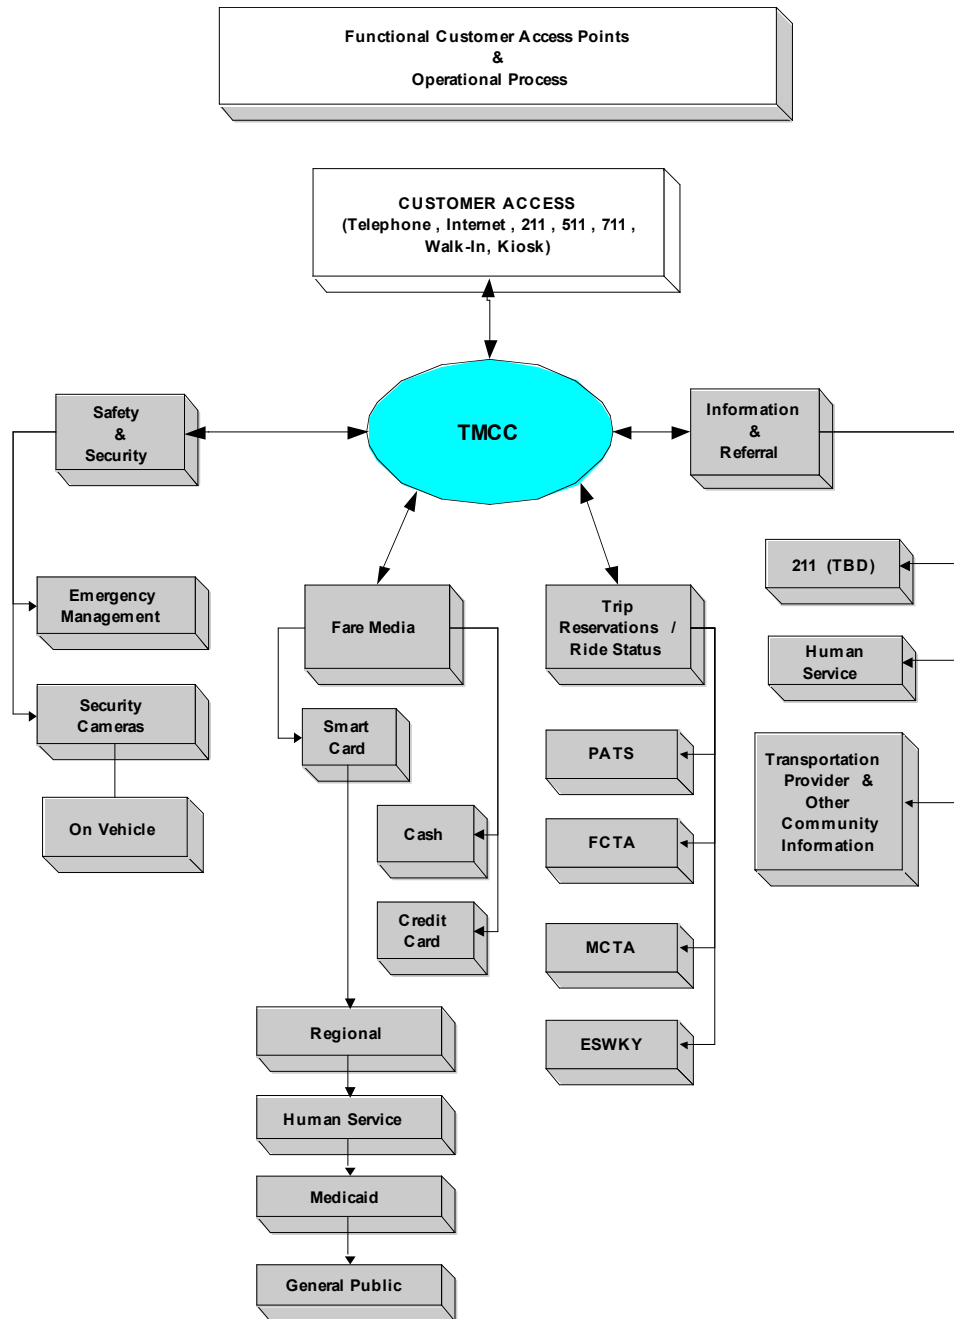 Functional Customer Access Points
&
Operational Process
CUSTOMER ACCESS
(Telephone , Internet , 211 , 511 , 711 ,
Walk-In, Kiosk)
Safety
&
Security
TMCC
Information
&
Referral
211 (TBD)
Emergency
Management
Fare Media
Trip
Reservations /
Ride Status
Human
Service
Security
Cameras
Smart
Card
PATS
Transportation
Provider &
Other
Community
Information
On Vehicle
Cash
FCTA
Credit
Card
MCTA
Regional
ESWKY
Human Service
Medicaid
General Public